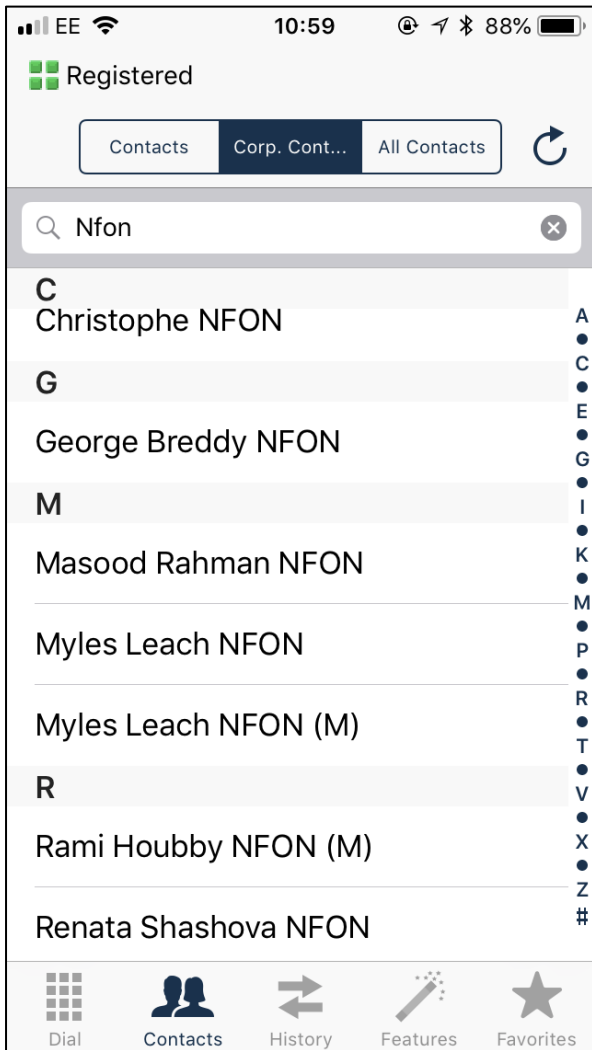 EE 10:59 88%
Registered
Contacts Corp. Cont... All Contacts
Nfon
C
Christophe NFON
G
George Breddy NFON
M
Masood Rahman NFON
Myles Leach NFON
Myles Leach NFON (M)
R
Rami Houbby NFON (M)
Renata Shashova NFON
A
C
E
G
I
K
M
P
R
T
V
X
Z
#
Dial Contacts History Features Favorites